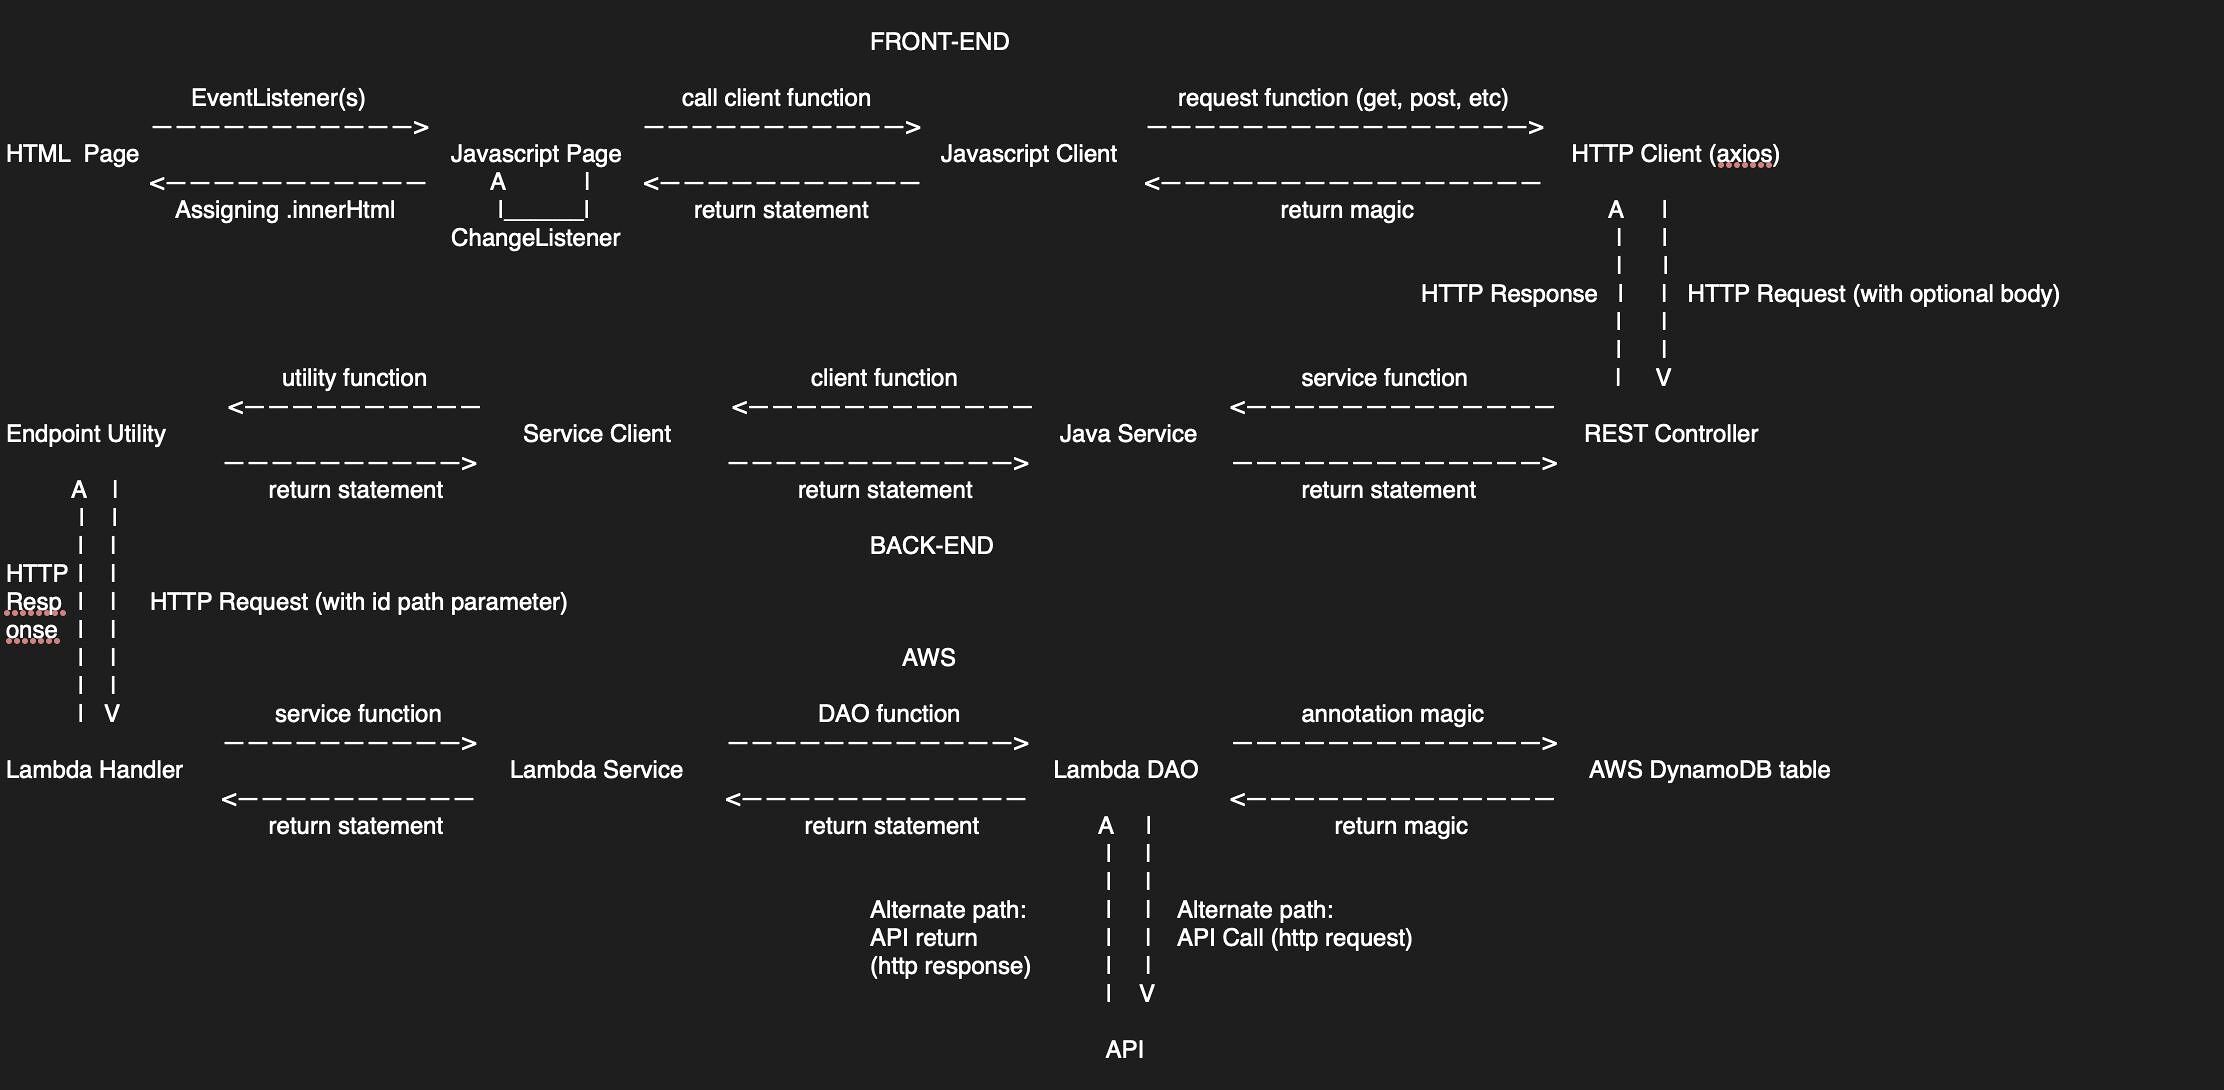 FRONT-END
EventListener(s) call client function request function (get, post, etc)
———————————> ———————————> ————————————————>
HTML Page Javascript Page Javascript Client HTTP Client (axios)
<——————————— A | <——————————— <————————————————
Assigning .innerHtml |______| return statement return magic A |
ChangeListener | |
| |
HTTP Response | | HTTP Request (with optional body)
| |
| |
utility function client function service function | V
<—————————— <————————————— <—————————————
Endpoint Utility Service Client Java Service REST Controller
——————————> ————————————> —————————————>
A | return statement return statement return statement
| |
| | BACK-END
HTTP | |
Resp | | HTTP Request (with id path parameter)
onse | |
| | AWS
| |
| V service function DAO function annotation magic
——————————> ————————————> —————————————>
Lambda Handler Lambda Service Lambda DAO AWS DynamoDB table
<—————————— <————————————— <—————————————
return statement return statement A | return magic
| |
| |
Alternate path: | | Alternate path:
API return | | API Call (http request)
(http response) | |
| V
API